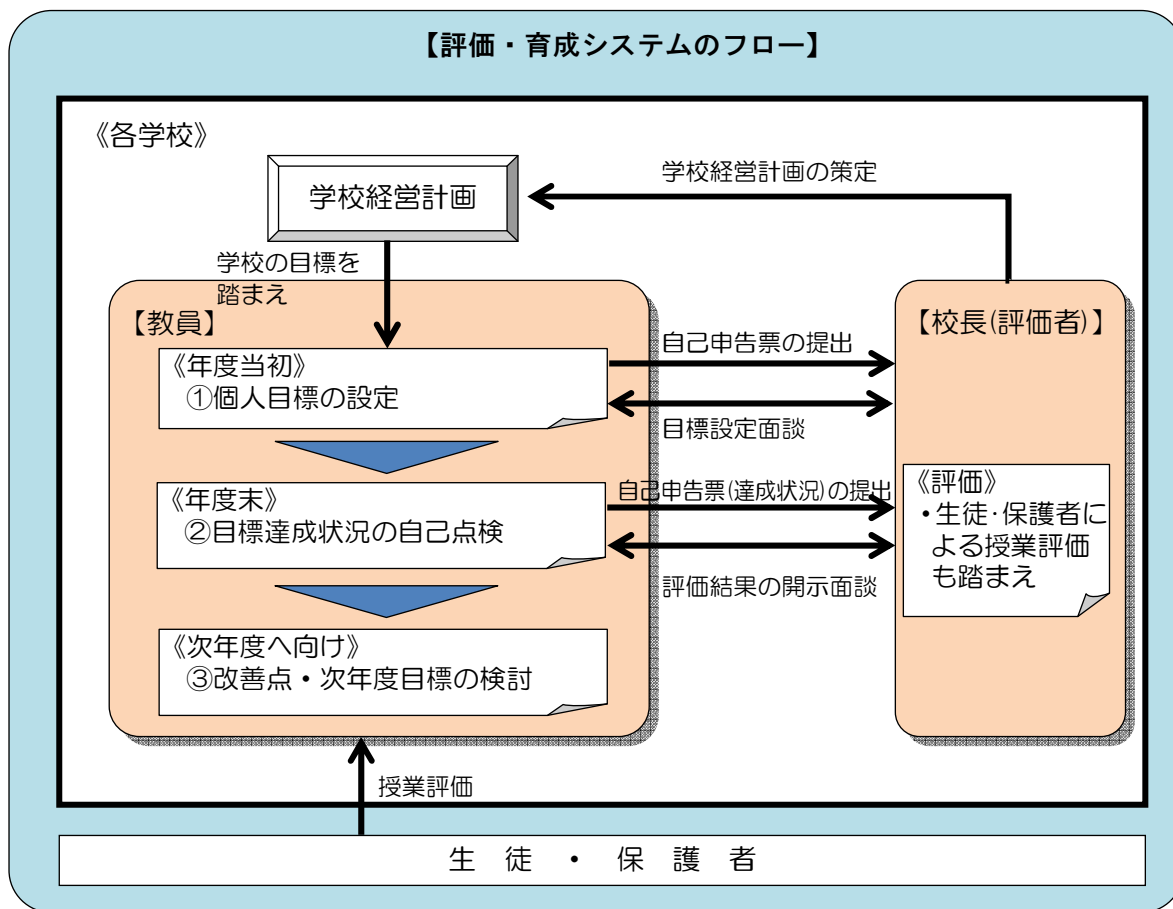 【評価・育成システムのフロー】
《各学校》
学校経営計画の策定
学校経営計画
学校の目標を
踏まえ
【教員】
【校長(評価者)】
《年度当初》
①個人目標の設定
自己申告票の提出
目標設定面談
《年度末》
②目標達成状況の自己点検
自己申告票(達成状況)の提出
評価結果の開示面談
《評価》
・生徒・保護者に
よる授業評価
も踏まえ
《次年度へ向け》
③改善点・次年度目標の検討
授業評価
生 徒 ・ 保 護 者